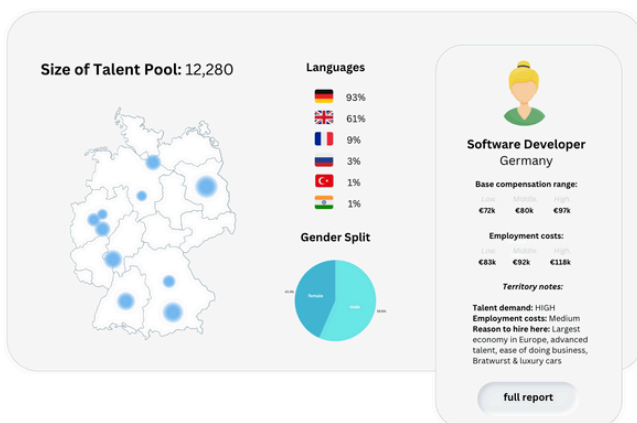 Size of Talent Pool: 12,280
Languages
93%
61%
9%
3%
1%
1%
Gender Split
female
male
Software Developer
Germany
Base compensation range:
Low Middle High
€72k €80k €97k
Employment costs:
Low Middle High
€83k €92k €118k
Territory notes:
Talent demand: HIGH
Employment costs: Medium
Reason to hire here: Largest
economy in Europe, advanced
talent, ease of doing business,
Bratwurst & luxury cars
full report